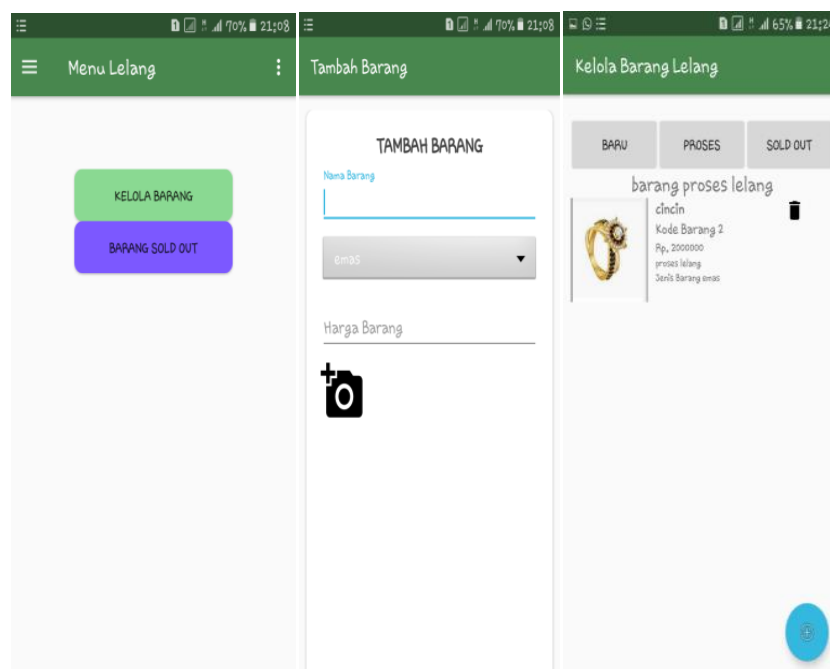 70% 21:08
Menu Lelang
KELOLA BARANG
BARANG SOLD OUT
70% 21:08
Tambah Barang
TAMBAH BARANG
Nama Barang
emas
Harga Barang
65% 21:24
Kelola Barang Lelang
BARU PROSES SOLD OUT
barang proses lelang
cincin
Kode Barang 2
Rp. 2000000
proses lelang
Jenis Barang emas